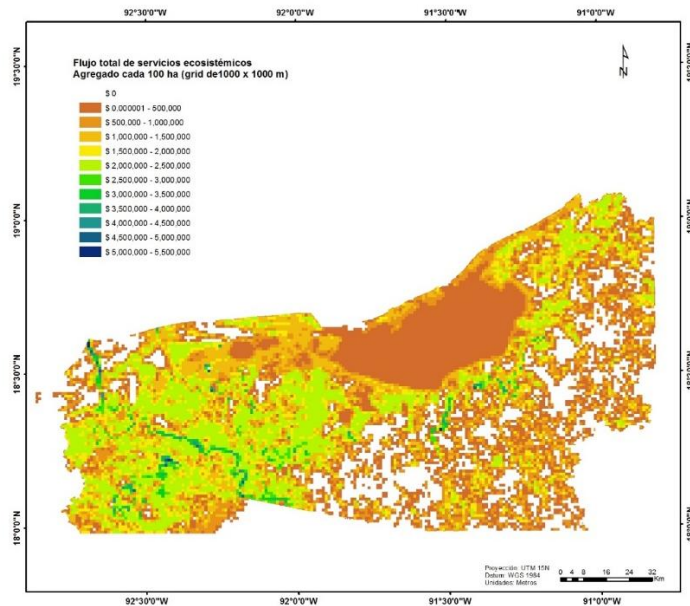 92°30'0"W 92°0'0"W 91°30'0"W 91°0'0"W
19°30'0"N
Flujo total de servicios ecosistémicos
Agregado cada 100 ha (grid de1000 x 1000 m)
$ 0
$ 0.000001 - 500,000
$ 500,000 - 1,000,000
$ 1,000,000 - 1,500,000
$ 1,500,000 - 2,000,000
$ 2,000,000 - 2,500,000
$ 2,500,000 - 3,000,000
$ 3,000,000 - 3,500,000
$ 3,500,000 - 4,000,000
$ 4,000,000 - 4,500,000
$ 4,500,000 - 5,000,000
$ 5,000,000 - 5,500,000
19°0'0"N
18°30'0"N
18°0'0"N
Proyección: UTM 15N
Datum: WGS 1984
Unidades: Metros
0 4 8 16 24 32
Km
92°30'0"W 92°0'0"W 91°30'0"W 91°0'0"W